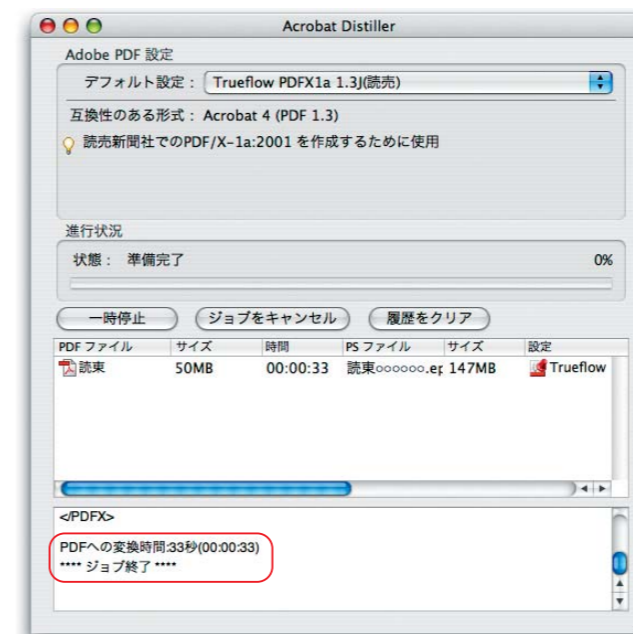 Acrobat Distiller
Adobe PDF 設定
デフォルト設定： Trueflow PDFX1a 1.3J(読売)
互換性のある形式： Acrobat 4 (PDF 1.3)
読売新聞社でのPDF/X-1a:2001 を作成するために使用
進行状況
状態： 準備完了 0%
一時停止 ジョブをキャンセル 履歴をクリア
PDF ファイル サイズ 時間 PS ファイル サイズ 設定
読東 50MB 00:00:33 読東○○○○○○.ep 147MB Trueflow
</PDFX>
PDFへの変換時間:33秒(00:00:33)
**** ジョブ終了 ****